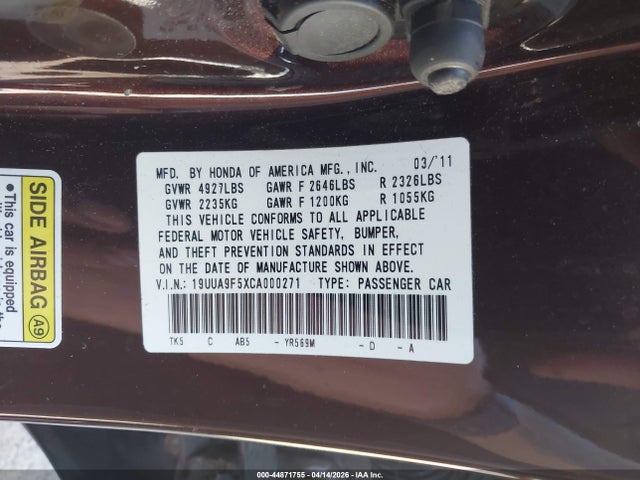 MFD. BY HONDA OF AMERICA MFG., INC. 03/'11
GVWR 4927LBS GAWR F 2646LBS R 2326LBS
GVWR 2235KG GAWR F 1200KG R 1055KG
THIS VEHICLE CONFORMS TO ALL APPLICABLE
FEDERAL MOTOR VEHICLE SAFETY, BUMPER,
AND THEFT PREVENTION STANDARDS IN EFFECT
ON THE DATE OF MANUFACTURE SHOWN ABOVE.
V.I.N.: 19UUA9F5XCA000271 TYPE: PASSENGER CAR
TK5 C AB5 - YR569M - D - A
SIDE AIRBAG A9
•This car is equipped
000-44871755 - 04/14/2026 - IAA Inc.